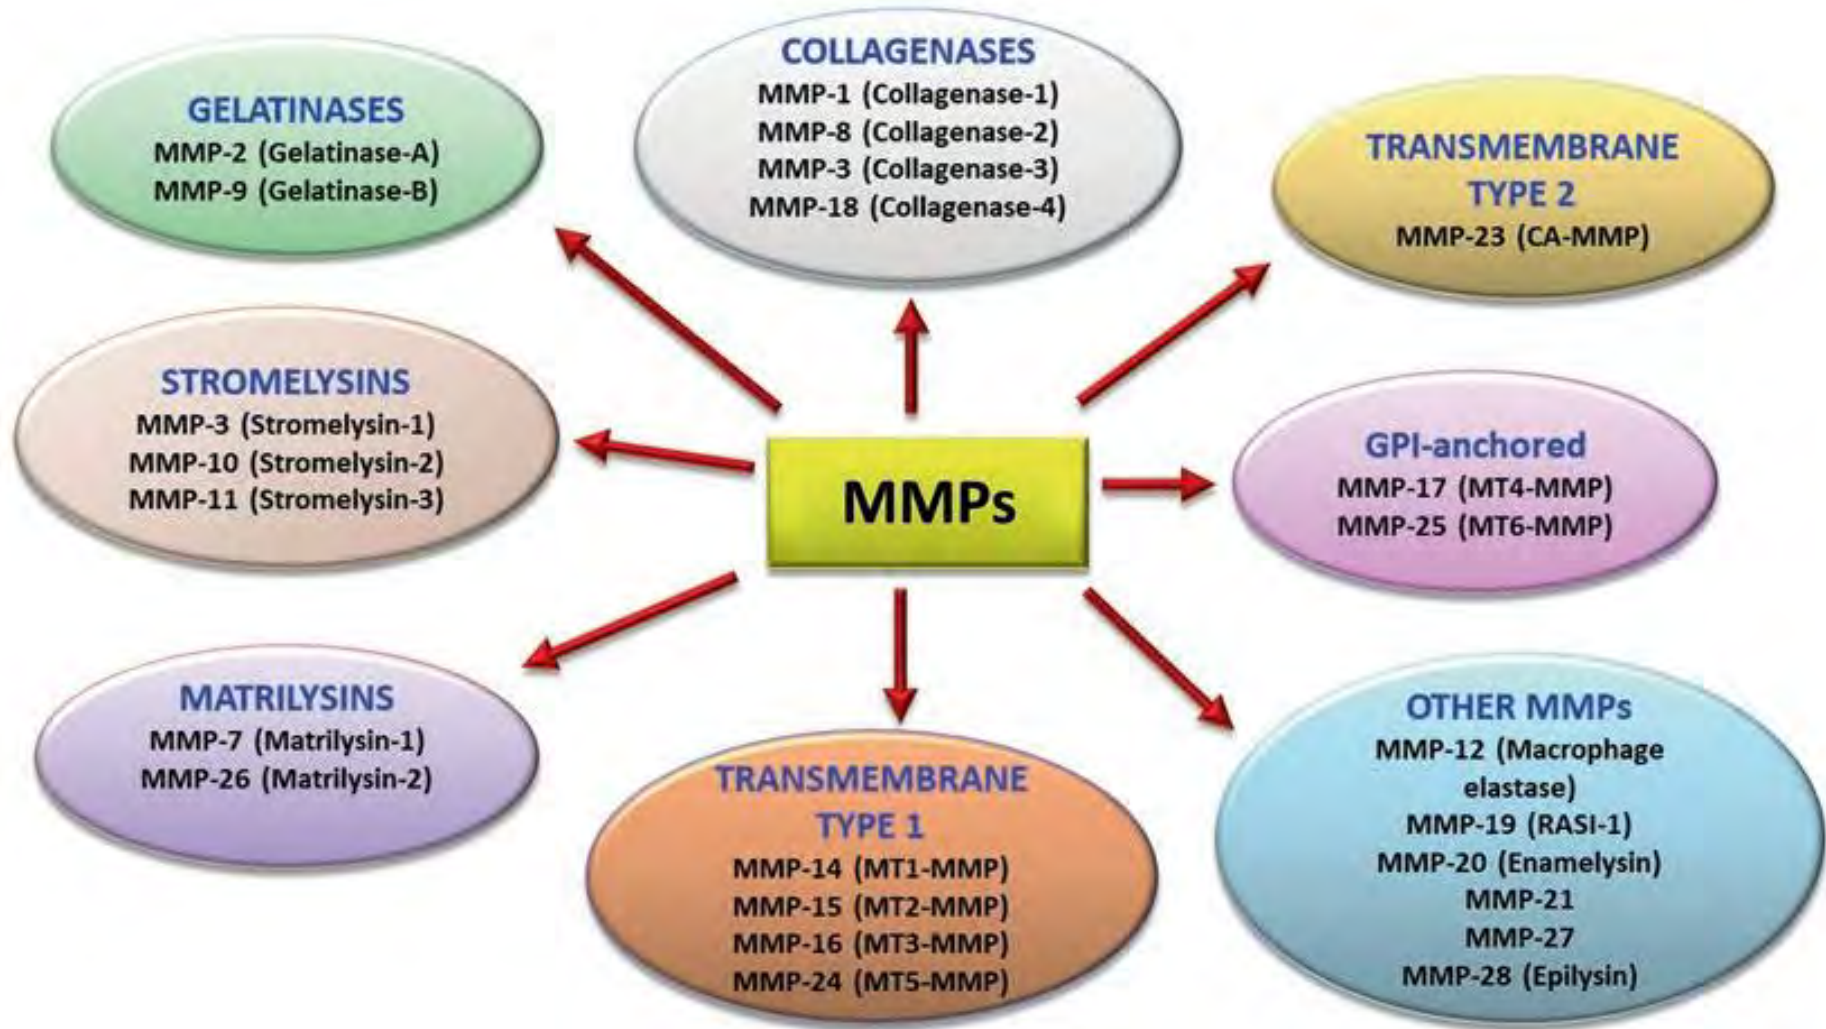 GELATINASES
MMP-2 (Gelatinase-A)
MMP-9 (Gelatinase-B)
COLLAGENASES
MMP-1 (Collagenase-1)
MMP-8 (Collagenase-2)
MMP-3 (Collagenase-3)
MMP-18 (Collagenase-4)
TRANSMEMBRANE
TYPE 2
MMP-23 (CA-MMP)
STROMELYSINS
MMP-3 (Stromelysin-1)
MMP-10 (Stromelysin-2)
MMP-11 (Stromelysin-3)
MMPs
GPI-anchored
MMP-17 (MT4-MMP)
MMP-25 (MT6-MMP)
MATRILYSINS
MMP-7 (Matrilysin-1)
MMP-26 (Matrilysin-2)
TRANSMEMBRANE
TYPE 1
MMP-14 (MT1-MMP)
MMP-15 (MT2-MMP)
MMP-16 (MT3-MMP)
MMP-24 (MT5-MMP)
OTHER MMPs
MMP-12 (Macrophage
elastase)
MMP-19 (RASI-1)
MMP-20 (Enamelysin)
MMP-21
MMP-27
MMP-28 (Epilysin)